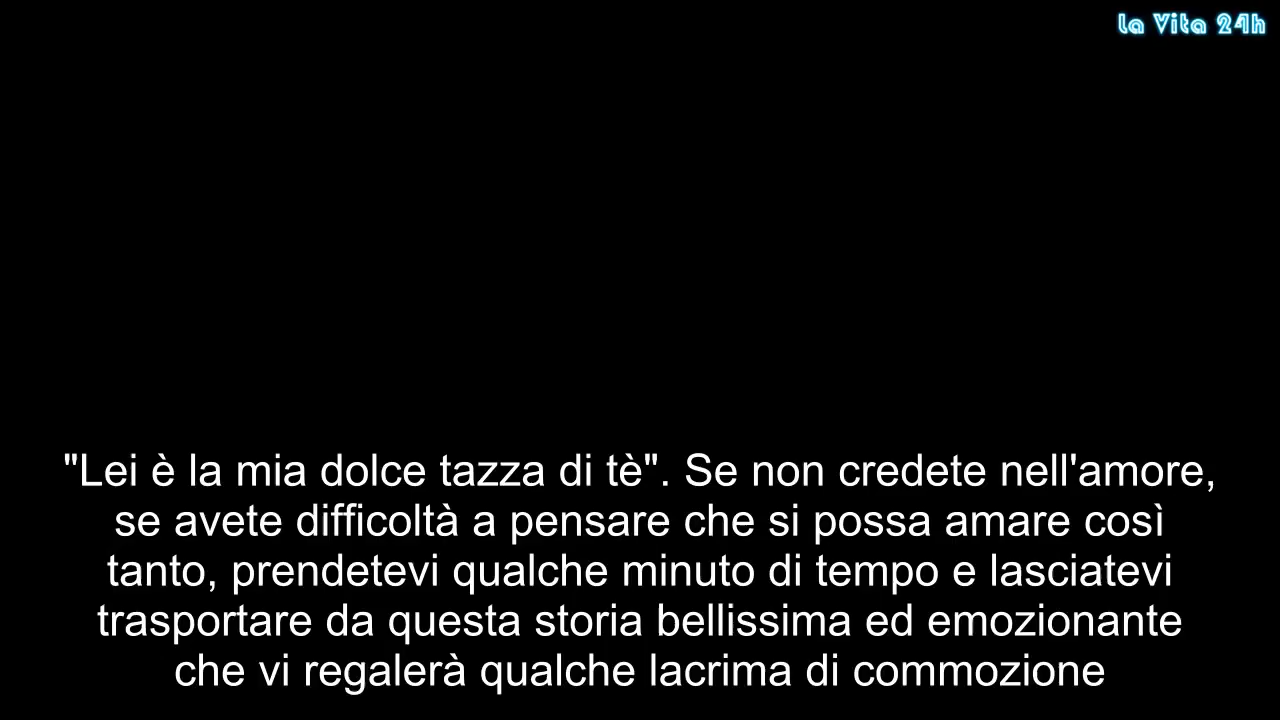 La Vita 24h
"Lei è la mia dolce tazza di tè". Se non credete nell'amore,
se avete difficoltà a pensare che si possa amare così
tanto, prendetevi qualche minuto di tempo e lasciatevi
trasportare da questa storia bellissima ed emozionante
che vi regalerà qualche lacrima di commozione